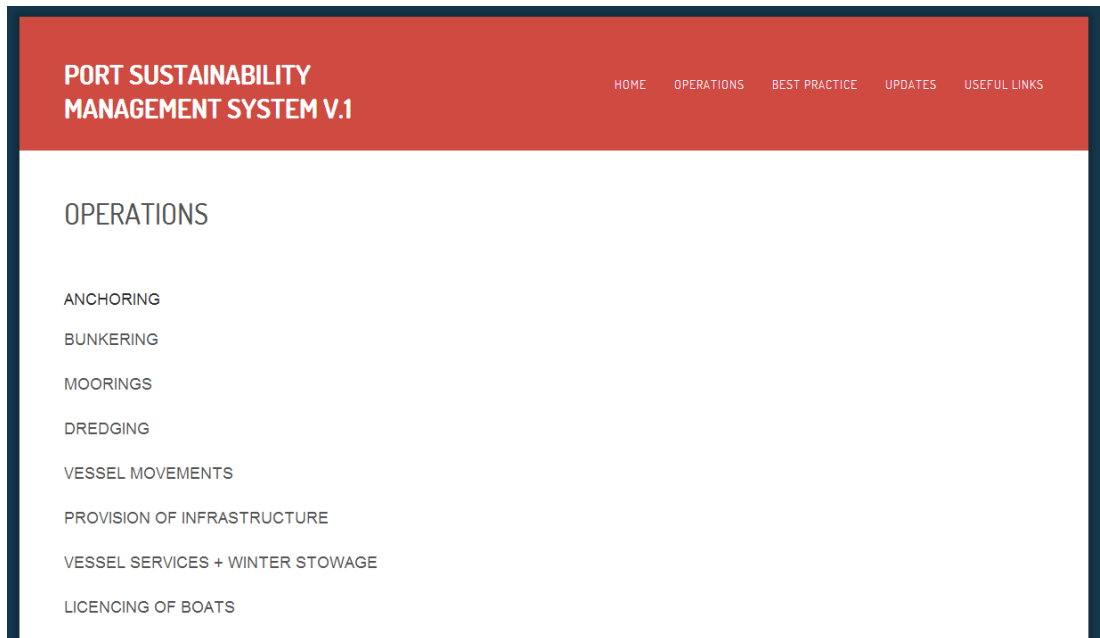 PORT SUSTAINABILITY
MANAGEMENT SYSTEM V.1
HOME OPERATIONS BEST PRACTICE UPDATES USEFUL LINKS
OPERATIONS
ANCHORING
BUNKERING
MOORINGS
DREDGING
VESSEL MOVEMENTS
PROVISION OF INFRASTRUCTURE
VESSEL SERVICES + WINTER STOWAGE
LICENCING OF BOATS